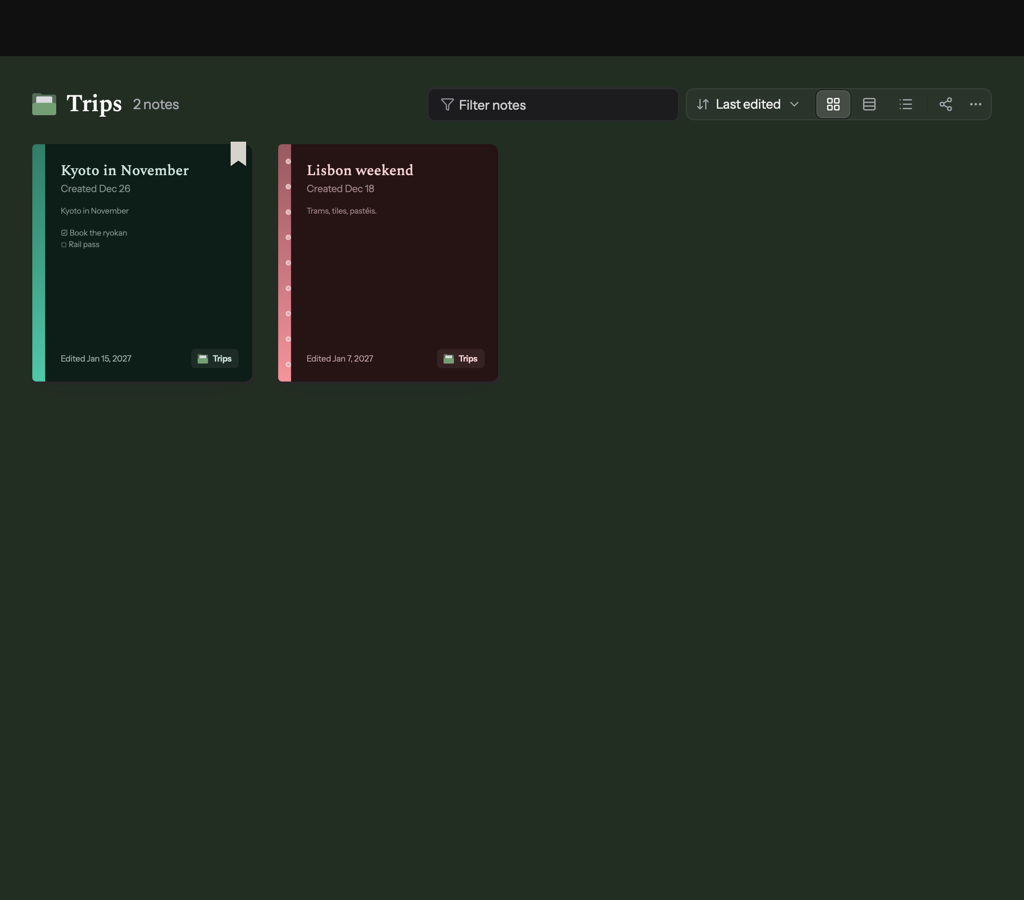 Trips 2 notes
Filter notes
Last edited
Kyoto in November
Created Dec 26
Kyoto in November
☑ Book the ryokan
☐ Rail pass
Edited Jan 15, 2027
Trips
Lisbon weekend
Created Dec 18
Trams, tiles, pastéis.
Edited Jan 7, 2027
Trips